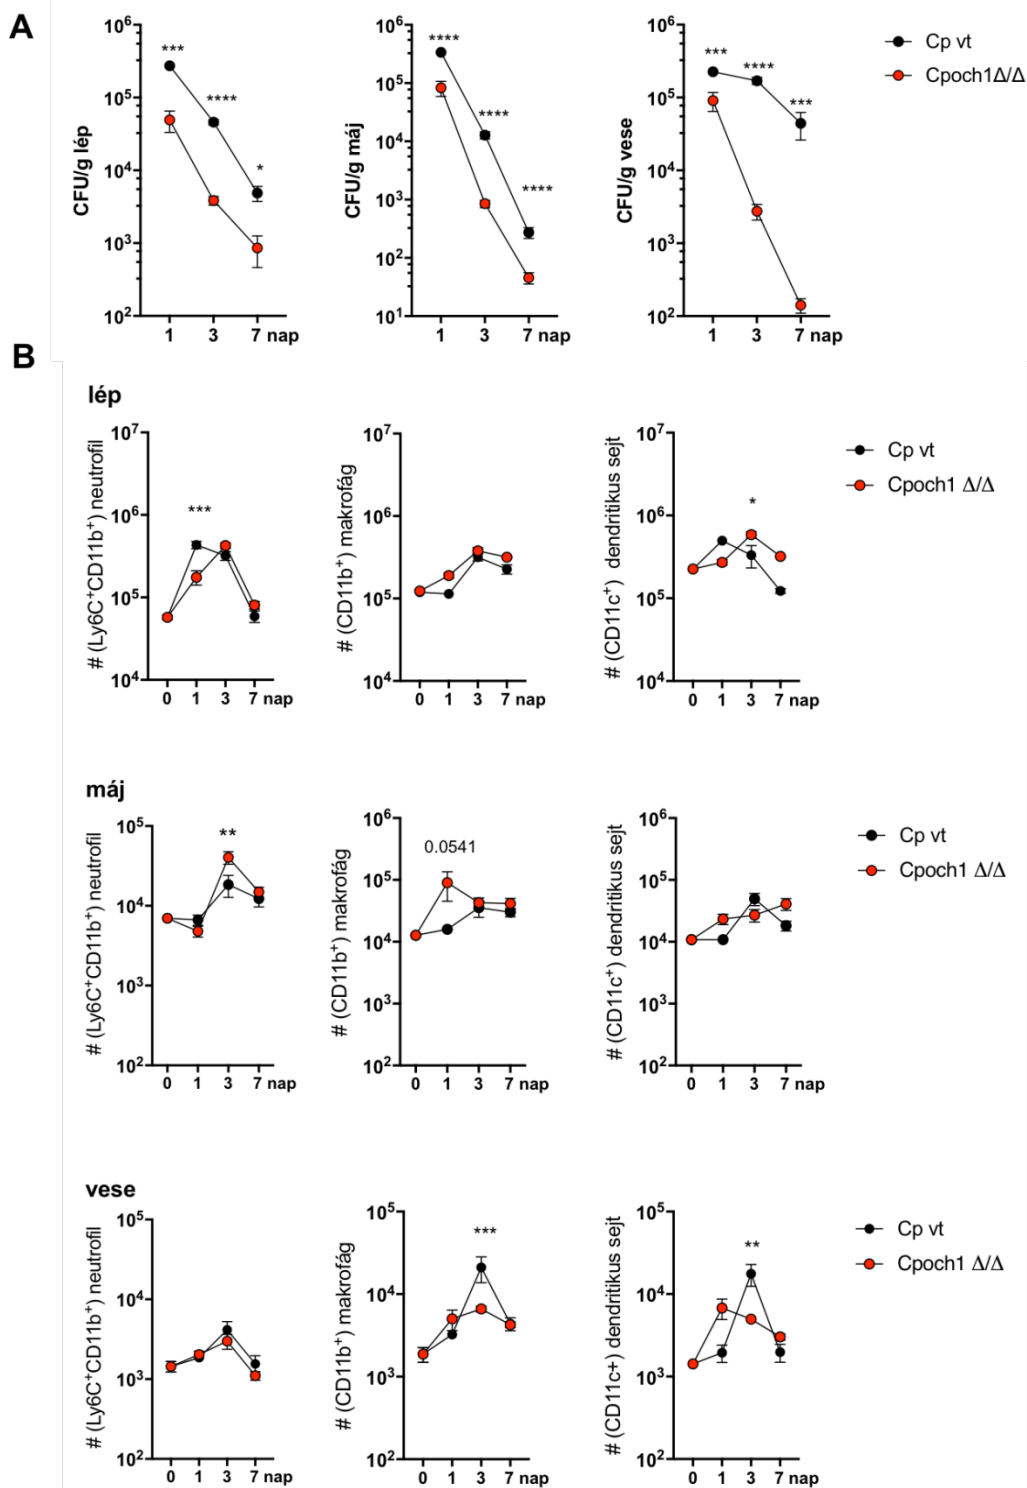 A
CFU/g lép
10⁶
10⁵
10⁴
10³
10²
***
****
*
1 3 7 nap
CFU/g máj
10⁶
10⁵
10⁴
10³
10²
10¹
****
****
****
1 3 7 nap
CFU/g vese
10⁶
10⁵
10⁴
10³
10²
***
****
***
1 3 7 nap
Cp vt
Cpoch1Δ/Δ
B
lép
# (Ly6C⁺CD11b⁺) neutrofil
10⁷
10⁶
10⁵
10⁴
***
0 1 3 7 nap
# (CD11b⁺) makrofág
10⁷
10⁶
10⁵
10⁴
0 1 3 7 nap
# (CD11c⁺) dendritikus sejt
10⁷
10⁶
10⁵
10⁴
*
0 1 3 7 nap
Cp vt
Cpoch1 Δ/Δ
máj
# (Ly6C⁺CD11b⁺) neutrofil
10⁵
10⁴
10³
10²
**
0 1 3 7 nap
# (CD11b⁺) makrofág
10⁶
10⁵
10⁴
10³
10²
0.0541
0 1 3 7 nap
# (CD11c⁺) dendritikus sejt
10⁶
10⁵
10⁴
10³
10²
0 1 3 7 nap
Cp vt
Cpoch1 Δ/Δ
vese
# (Ly6C⁺CD11b⁺) neutrofil
10⁵
10⁴
10³
10²
0 1 3 7 nap
# (CD11b⁺) makrofág
10⁵
10⁴
10³
10²
***
0 1 3 7 nap
# (CD11c+) dendritikus sejt
10⁵
10⁴
10³
10²
**
0 1 3 7 nap
Cp vt
Cpoch1 Δ/Δ